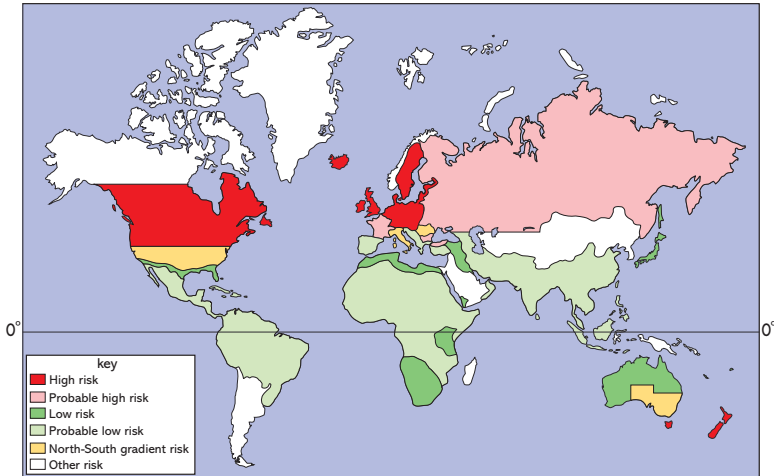 0° 0°
key
High risk
Probable high risk
Low risk
Probable low risk
North-South gradient risk
Other risk